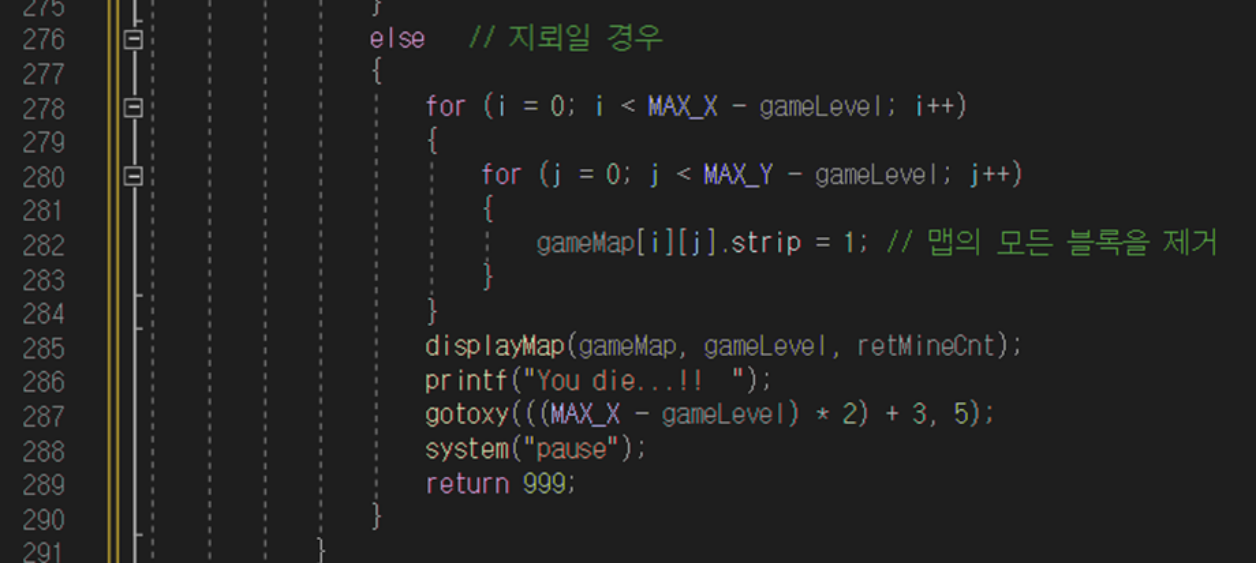 275 }
276 else // 지뢰일 경우
277 {
278 for (i = 0; i < MAX_X - gameLevel; i++)
279 {
280 for (j = 0; j < MAX_Y - gameLevel; j++)
281 {
282 gameMap[i][j].strip = 1; // 맵의 모든 블록을 제거
283 }
284 }
285 displayMap(gameMap, gameLevel, retMineCnt);
286 printf("You die...!!  ");
287 gotoxy(((MAX_X - gameLevel) * 2) + 3, 5);
288 system("pause");
289 return 999;
290 }
291 }